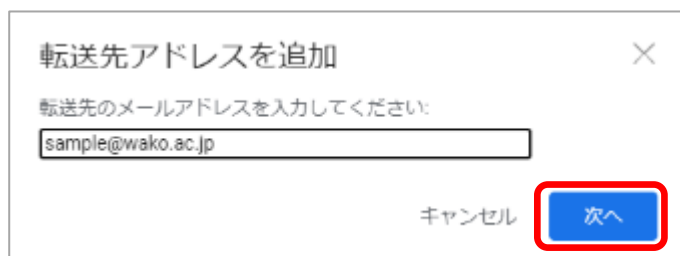 転送先アドレスを追加
転送先のメールアドレスを入力してください:
sample@wako.ac.jp
キャンセル 次へ